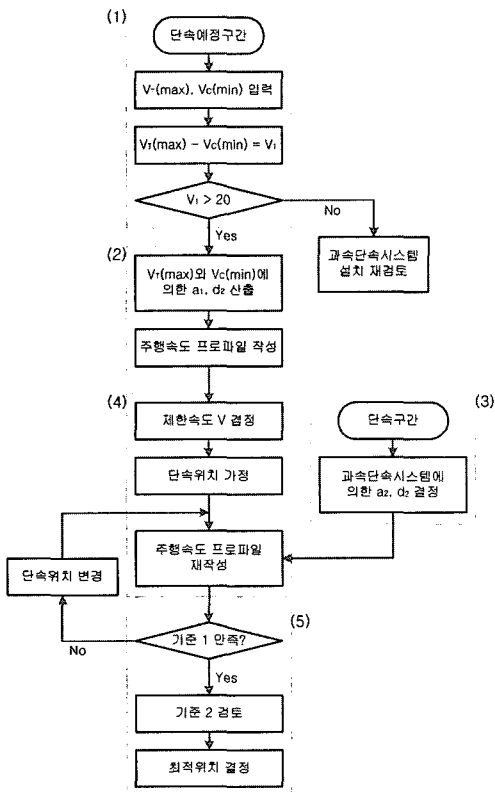 (1)
단속예정구간
V-(max), Vc(min) 입력
VT(max) - Vc(min) = V1
V1 > 20
No
Yes
과속단속시스템
설치 재검토
(2)
VT(max)와 Vc(min)에
의한 a1, d2 산출
주행속도 프로파일 작성
(4)
제한속도 V 결정
단속위치 가정
(3)
단속구간
과속단속시스템에
의한 a2, d2 결정
주행속도 프로파일
재작성
단속위치 변경
(5)
기준 1 만족?
No
Yes
기준 2 검토
최적위치 결정